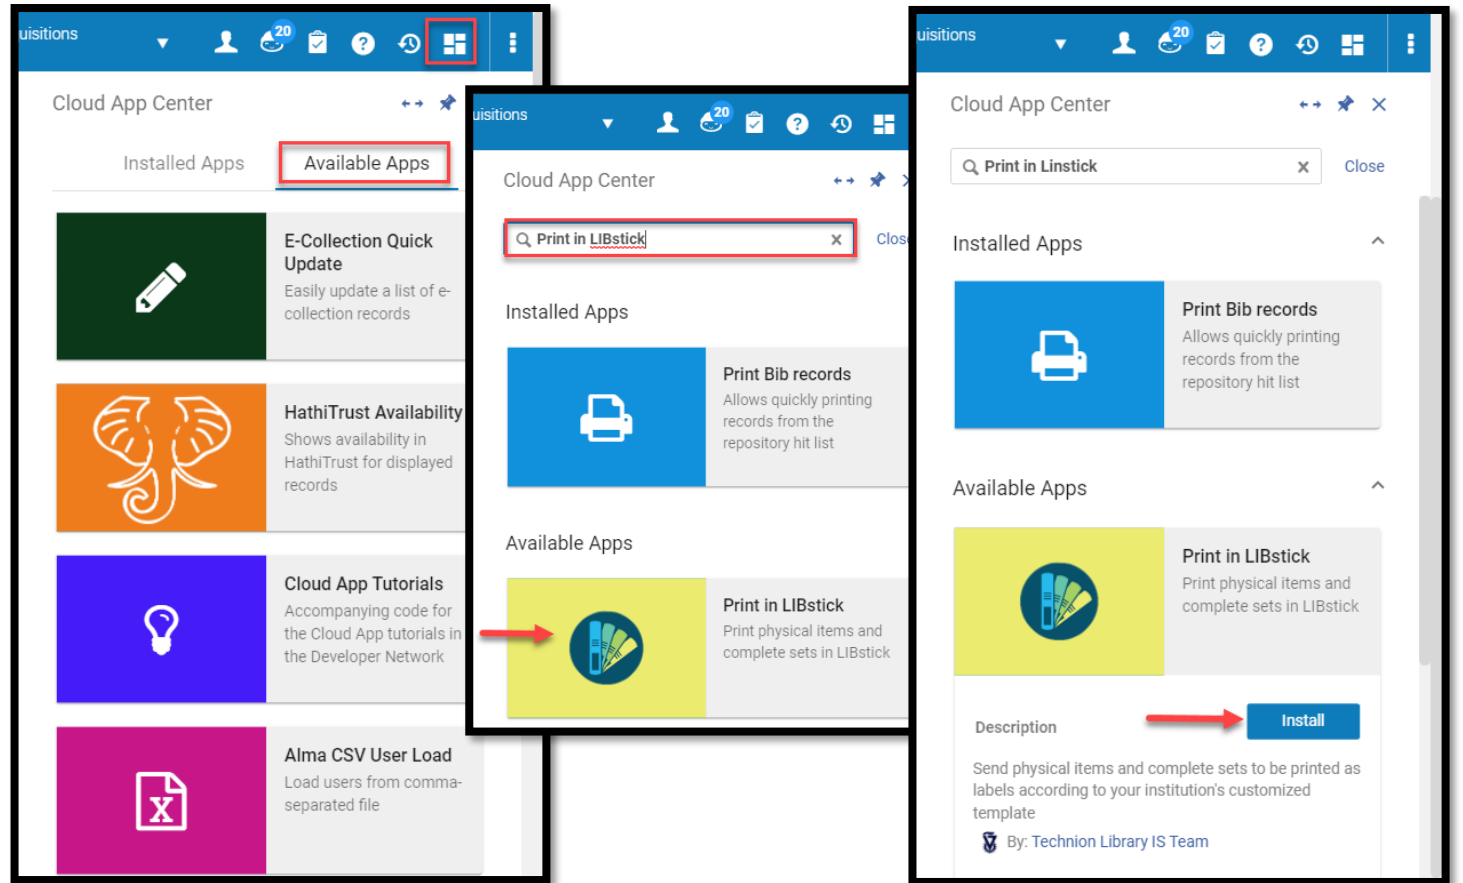 uisitions
20
Cloud App Center
Installed Apps
Available Apps
E-Collection Quick
Update
Easily update a list of e-
collection records
HathiTrust Availability
Shows availability in
HathiTrust for displayed
records
Cloud App Tutorials
Accompanying code for
the Cloud App tutorials in
the Developer Network
X
Alma CSV User Load
Load users from comma-
separated file
uisitions
20
Cloud App Center
Print in LIBstick
Close
Installed Apps
Print Bib records
Allows quickly printing
records from the
repository hit list
Available Apps
Print in LIBstick
Print physical items and
complete sets in LIBstick
uisitions
20
Cloud App Center
Print in Linstick
Close
Installed Apps
Print Bib records
Allows quickly printing
records from the
repository hit list
Available Apps
Print in LIBstick
Print physical items and
complete sets in LIBstick
Description
Install
Send physical items and complete sets to be printed as
labels according to your institution's customized
template
By: Technion Library IS Team